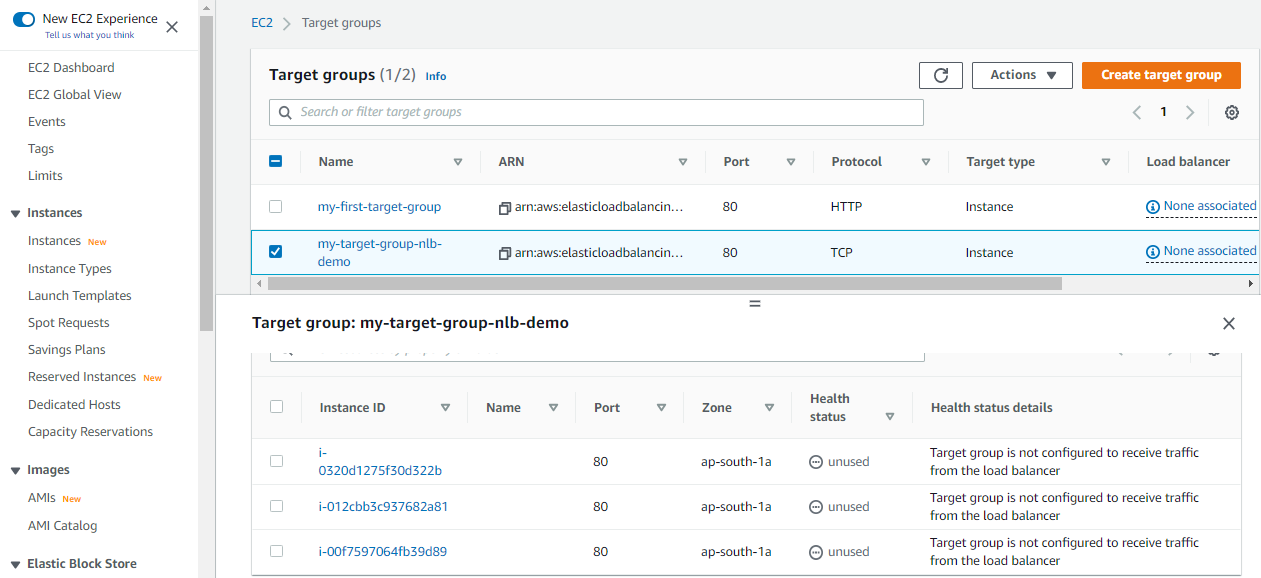 New EC2 Experience
Tell us what you think
EC2 Dashboard
EC2 Global View
Events
Tags
Limits
Instances
Instances New
Instance Types
Launch Templates
Spot Requests
Savings Plans
Reserved Instances New
Dedicated Hosts
Capacity Reservations
Images
AMIs New
AMI Catalog
Elastic Block Store
EC2 Target groups
Target groups (1/2) Info
Actions
Create target group
Search or filter target groups
1
Name ARN Port Protocol Target type Load balancer
my-first-target-group arn:aws:elasticloadbalancin... 80 HTTP Instance None associated
my-target-group-nlb-
demo arn:aws:elasticloadbalancin... 80 TCP Instance None associated
Target group: my-target-group-nlb-demo
Instance ID Name Port Zone Health
status Health status details
i-
0320d1275f30d322b 80 ap-south-1a unused Target group is not configured to receive traffic
from the load balancer
i-012cbb3c937682a81 80 ap-south-1a unused Target group is not configured to receive traffic
from the load balancer
i-00f7597064fb39d89 80 ap-south-1a unused Target group is not configured to receive traffic
from the load balancer